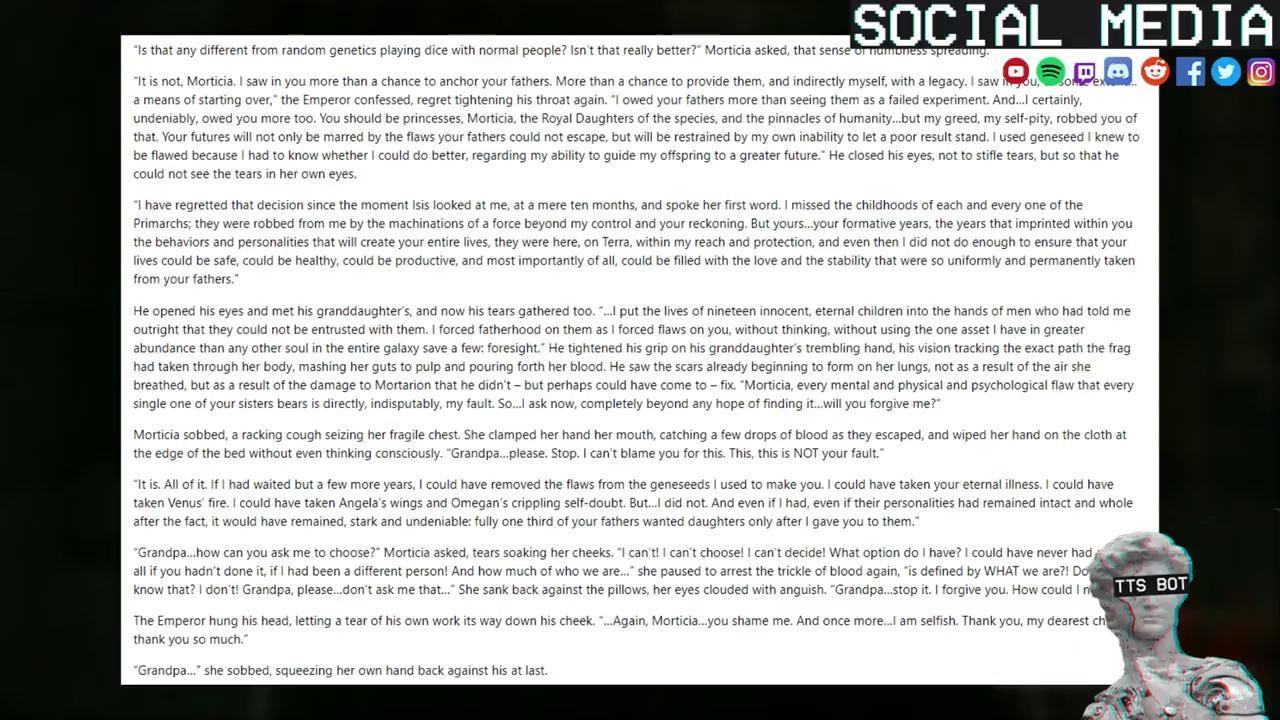 SOCIAL MEDIA
“Is that any different from random genetics playing dice with normal people? Isn’t that really better?” Morticia asked, that sense of numbness spreading.
“It is not, Morticia. I saw in you more than a chance to anchor your fathers. More than a chance to provide them, and indirectly myself, with a legacy. I saw in you, some extent…
a means of starting over,” the Emperor confessed, regret tightening his throat again. “I owed your fathers more than seeing them as a failed experiment. And…I certainly,
undeniably, owed you more too. You should be princesses, Morticia, the Royal Daughters of the species, and the pinnacles of humanity…but my greed, my self-pity, robbed you of
that. Your futures will not only be marred by the flaws your fathers could not escape, but will be restrained by my own inability to let a poor result stand. I used geneseed I knew to
be flawed because I had to know whether I could do better, regarding my ability to guide my offspring to a greater future.” He closed his eyes, not to stifle tears, but so that he
could not see the tears in her own eyes.
“I have regretted that decision since the moment Isis looked at me, at a mere ten months, and spoke her first word. I missed the childhoods of each and every one of the
Primarchs; they were robbed from me by the machinations of a force beyond my control and your reckoning. But yours…your formative years, the years that imprinted within you
the behaviors and personalities that will create your entire lives, they were here, on Terra, within my reach and protection, and even then I did not do enough to ensure that your
lives could be safe, could be healthy, could be productive, and most importantly of all, could be filled with the love and the stability that were so uniformly and permanently taken
from your fathers.”
He opened his eyes and met his granddaughter’s, and now his tears gathered too. “…I put the lives of nineteen innocent, eternal children into the hands of men who had told me
outright that they could not be entrusted with them. I forced fatherhood on them as I forced flaws on you, without thinking, without using the one asset I have in greater
abundance than any other soul in the entire galaxy save a few: foresight.” He tightened his grip on his granddaughter’s trembling hand, his vision tracking the exact path the frag
had taken through her body, mashing her guts to pulp and pouring forth her blood. He saw the scars already beginning to form on her lungs, not as a result of the air she
breathed, but as a result of the damage to Mortarion that he didn’t – but perhaps could have come to – fix. “Morticia, every mental and physical and psychological flaw that every
single one of your sisters bears is directly, indisputably, my fault. So…I ask now, completely beyond any hope of finding it…will you forgive me?”
Morticia sobbed, a racking cough seizing her fragile chest. She clamped her hand her mouth, catching a few drops of blood as they escaped, and wiped her hand on the cloth at
the edge of the bed without even thinking consciously. “Grandpa…please. Stop. I can’t blame you for this. This, this is NOT your fault.”
“It is. All of it. If I had waited but a few more years, I could have removed the flaws from the geneseeds I used to make you. I could have taken your eternal illness. I could have
taken Venus’ fire. I could have taken Angela’s wings and Omegan’s crippling self-doubt. But…I did not. And even if I had, even if their personalities had remained intact and whole
after the fact, it would have remained, stark and undeniable: fully one third of your fathers wanted daughters only after I gave you to them.”
“Grandpa…how can you ask me to choose?” Morticia asked, tears soaking her cheeks. “I can’t! I can’t choose! I can’t decide! What option do I have? I could have never had
all if you hadn’t done it, if I had been a different person! And how much of who we are…” she paused to arrest the trickle of blood again, “is defined by WHAT we are?! Do
know that? I don’t! Grandpa, please…don’t ask me that…” She sank back against the pillows, her eyes clouded with anguish. “Grandpa…stop it. I forgive you. How could I
The Emperor hung his head, letting a tear of his own work its way down his cheek. “…Again, Morticia…you shame me. And once more…I am selfish. Thank you, my dearest
thank you so much.”
“Grandpa…” she sobbed, squeezing her own hand back against his at last.
TTS BOT